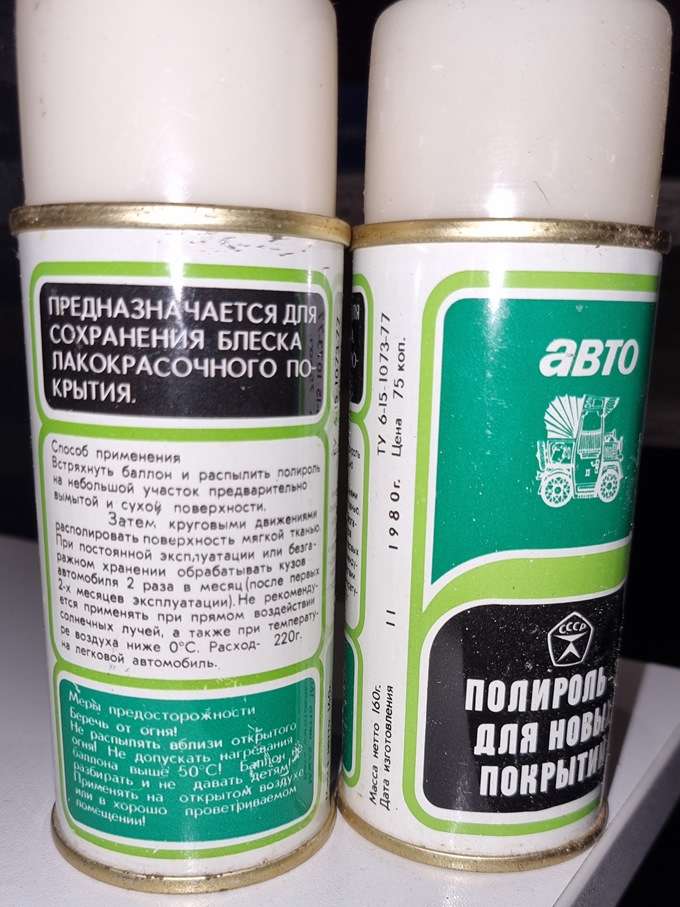 ПРЕДНАЗНАЧАЕТСЯ ДЛЯ
СОХРАНЕНИЯ БЛЕСКА
ЛАКОКРАСОЧНОГО ПО-
КРЫТИЯ.
Способ применения
Встряхнуть баллон и распылить полироль
на небольшой участок предварительно
вымытой и сухой поверхности.
Затем круговыми движениями
располировать поверхность мягкой тканью.
При постоянной эксплуатации или безга-
ражном хранении обрабатывать кузов
автомобиля 2 раза в месяц (после первых
2-х месяцев эксплуатации). Не рекоменду-
ется применять при прямом воздействии
солнечных лучей, а также при температу-
ре воздуха ниже 0°С. Расход- 220г.
на легковой автомобиль.
Меры предосторожности
Беречь от огня!
Не распылять вблизи открытого
огня! Не допускать нагревания
баллона выше 50°С! Баллон не
разбирать и не давать детям!
Применять на открытом воздухе
или в хорошо проветриваемом
помещении!
Масса нетто 160г. ТУ 6-15-1073-77
Дата изготовления 11 1980г. Цена 75 коп.
авто
СССР
ПОЛИРОЛЬ
ДЛЯ НОВЫ
ПОКРЫТИ